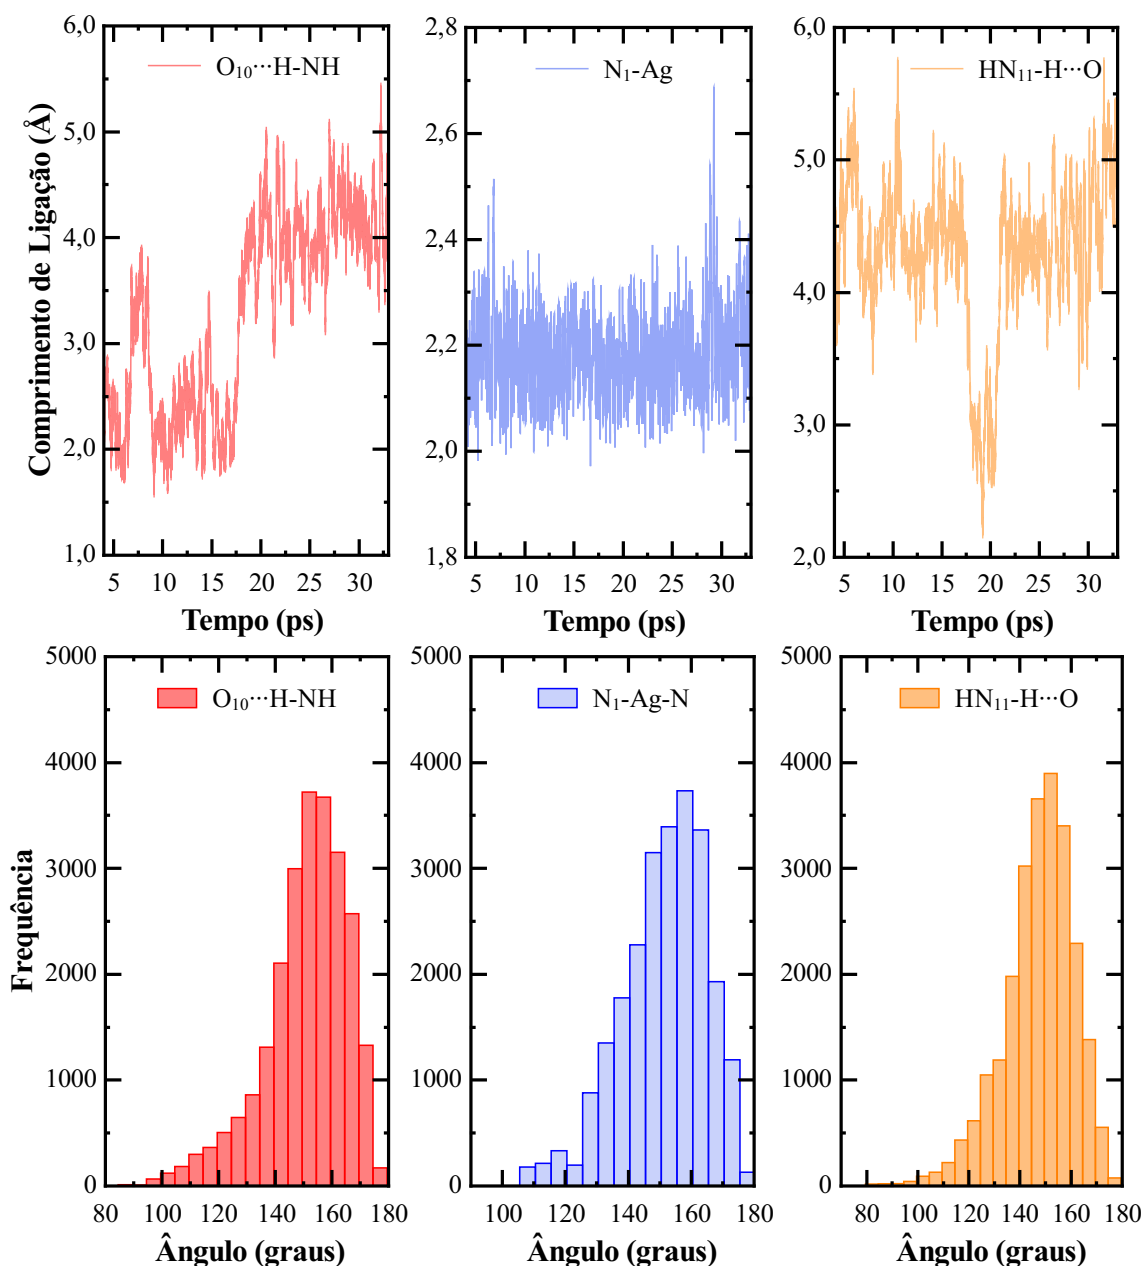 6,0
5,0
4,0
3,0
2,0
1,0
Comprimento de Ligação (Å)
O₁₀···H-NH
5 10 15 20 25 30
Tempo (ps)
2,8
2,6
2,4
2,2
2,0
1,8
N₁-Ag
5 10 15 20 25 30
Tempo (ps)
6,0
5,0
4,0
3,0
2,0
HN₁₁-H···O
5 10 15 20 25 30
Tempo (ps)
5000
4000
3000
2000
1000
0
Frequência
O₁₀···H-NH
80 100 120 140 160 180
Ângulo (graus)
5000
4000
3000
2000
1000
0
N₁-Ag-N
100 120 140 160 180
Ângulo (graus)
5000
4000
3000
2000
1000
0
HN₁₁-H···O
80 100 120 140 160 180
Ângulo (graus)